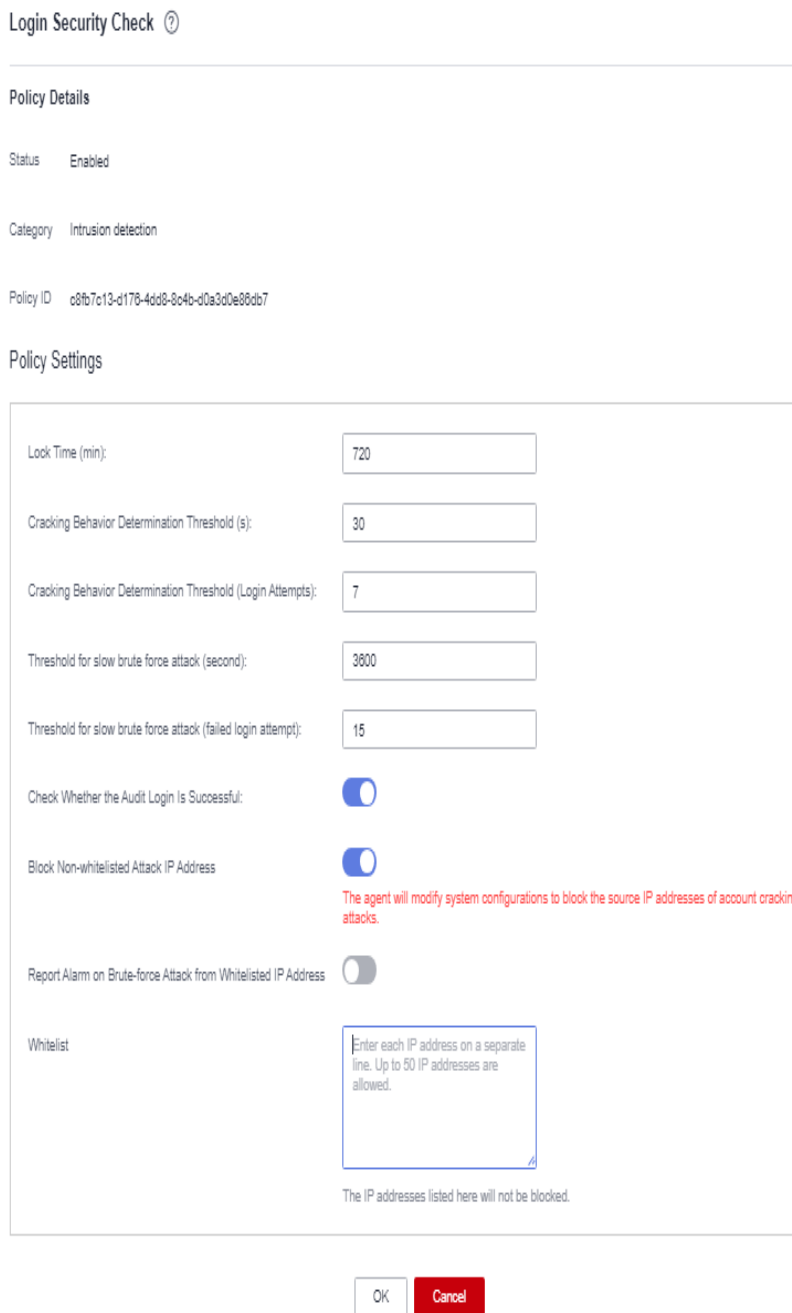 Login Security Check ?
Policy Details
Status Enabled
Category Intrusion detection
Policy ID c8fb7c13-d176-4dd8-8c4b-d0a3d0e86db7
Policy Settings
Lock Time (min): 720
Cracking Behavior Determination Threshold (s): 30
Cracking Behavior Determination Threshold (Login Attempts): 7
Threshold for slow brute force attack (second): 3600
Threshold for slow brute force attack (failed login attempt): 15
Check Whether the Audit Login Is Successful:
Block Non-whitelisted Attack IP Address
The agent will modify system configurations to block the source IP addresses of account crackin
attacks.
Report Alarm on Brute-force Attack from Whitelisted IP Address
Whitelist
Enter each IP address on a separate
line. Up to 50 IP addresses are
allowed.
The IP addresses listed here will not be blocked.
OK Cancel